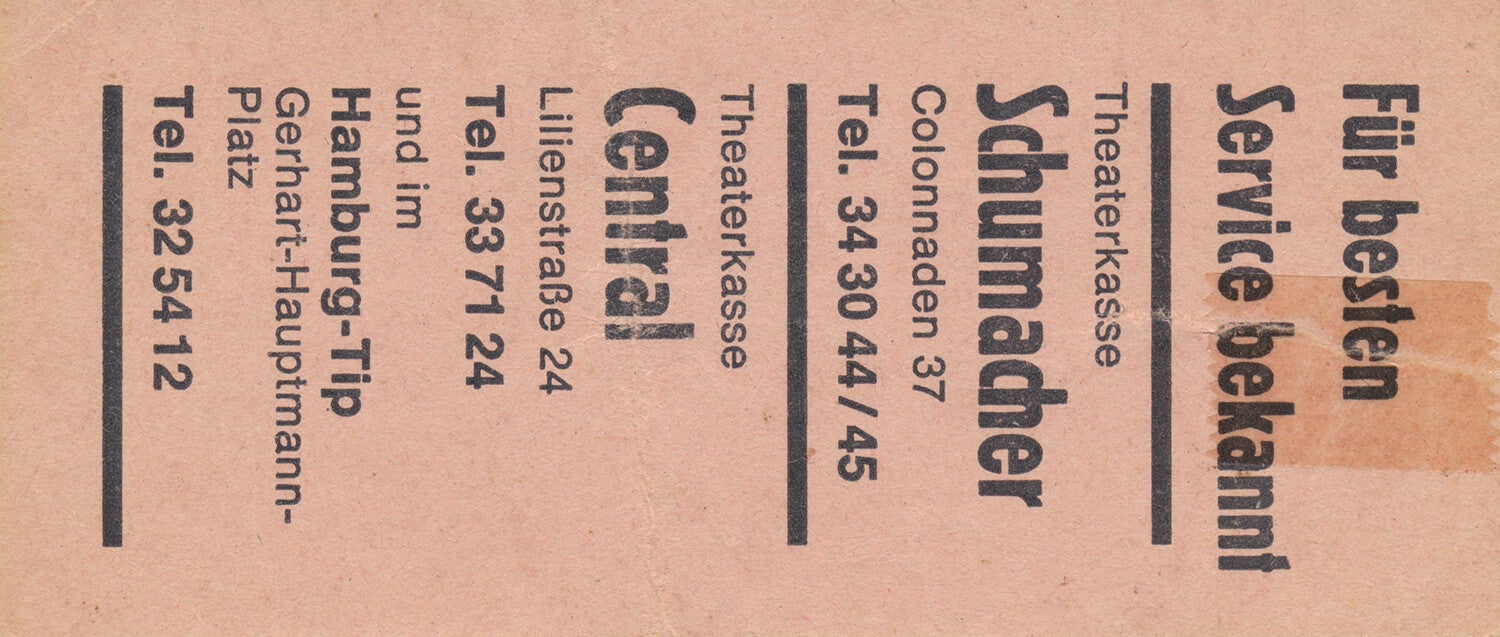 Für besten
Service bekannt
Theaterkasse
Schumacher
Colonnaden 37
Tel. 34 30 44 / 45
Theaterkasse
Central
Lilienstraße 24
Tel. 33 71 24
und im
Hamburg-Tip
Gerhart-Hauptmann-
Platz
Tel. 32 54 12